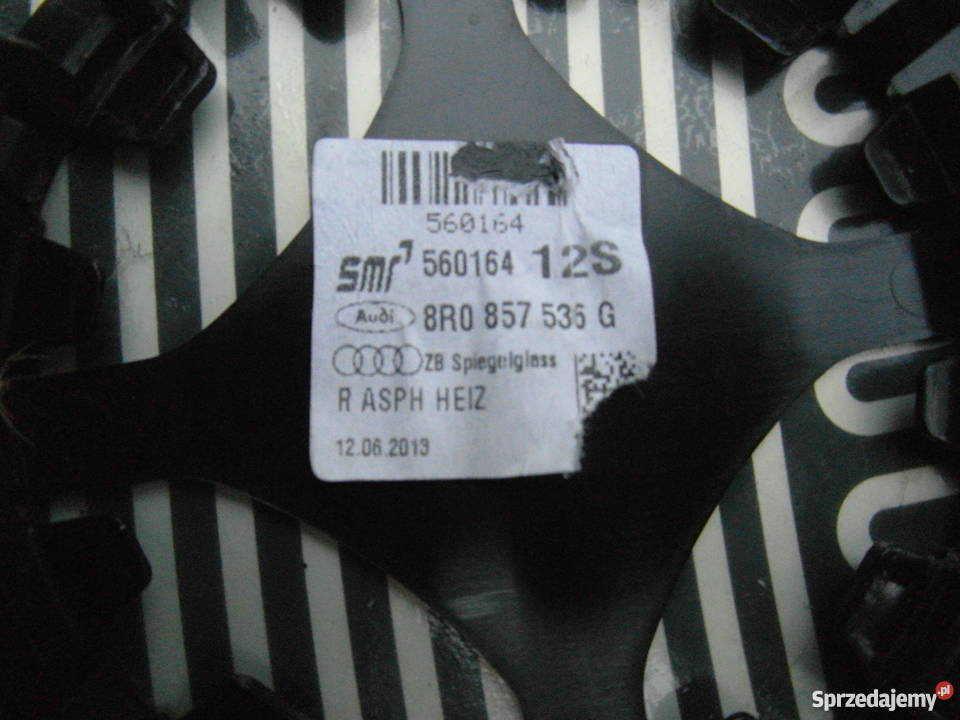 560164
smr 560164 12S
Audi 8R0 857 536 G
ZB Spiegelglass
R ASPH HEIZ
12.06.2013
Sprzedajemy.pl